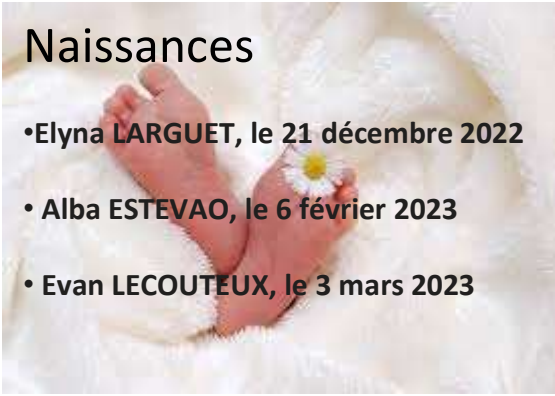 Naissances
•Elyna LARGUET, le 21 décembre 2022
• Alba ESTEVAO, le 6 février 2023
• Evan LECOUTEUX, le 3 mars 2023